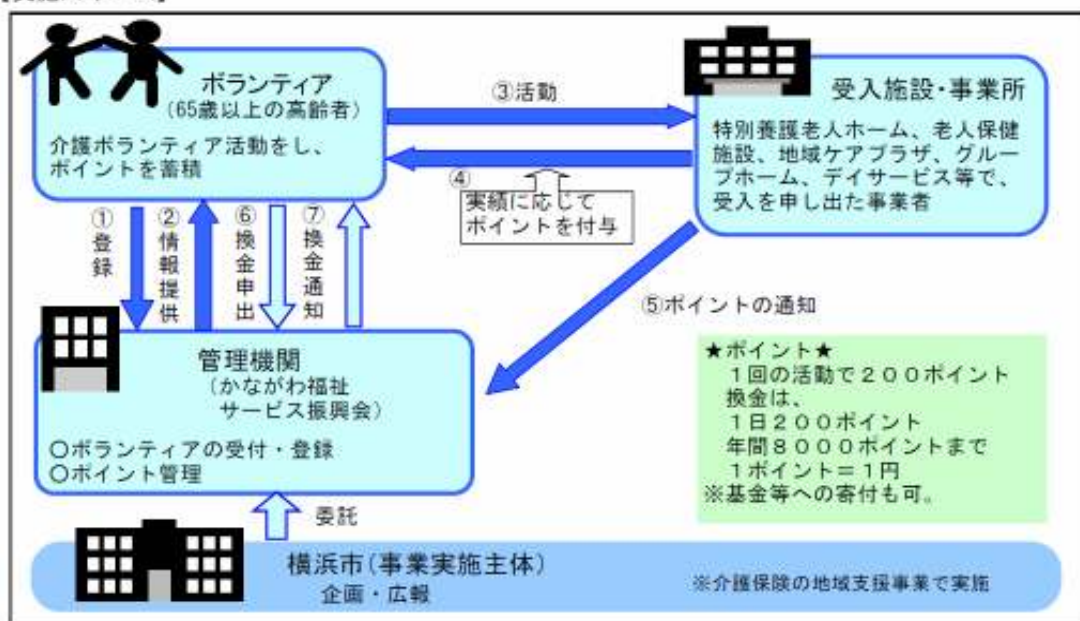 ボランティア
（65歳以上の高齢者）
介護ボランティア活動をし、
ポイントを蓄積
③活動
④
実績に応じて
ポイントを付与
受入施設・事業所
特別養護老人ホーム、老人保健
施設、地域ケアプラザ、グルー
プホーム、デイサービス等で、
受入を申し出た事業者
①登録
②情報提供
⑥換金申出
⑦換金通知
⑤ポイントの通知
管理機関
（かながわ福祉
サービス振興会）
○ボランティアの受付・登録
○ポイント管理
★ポイント★
１回の活動で２００ポイント
換金は、
１日２００ポイント
年間８０００ポイントまで
１ポイント＝１円
※基金等への寄付も可。
委託
横浜市（事業実施主体）
企画・広報
※介護保険の地域支援事業で実施